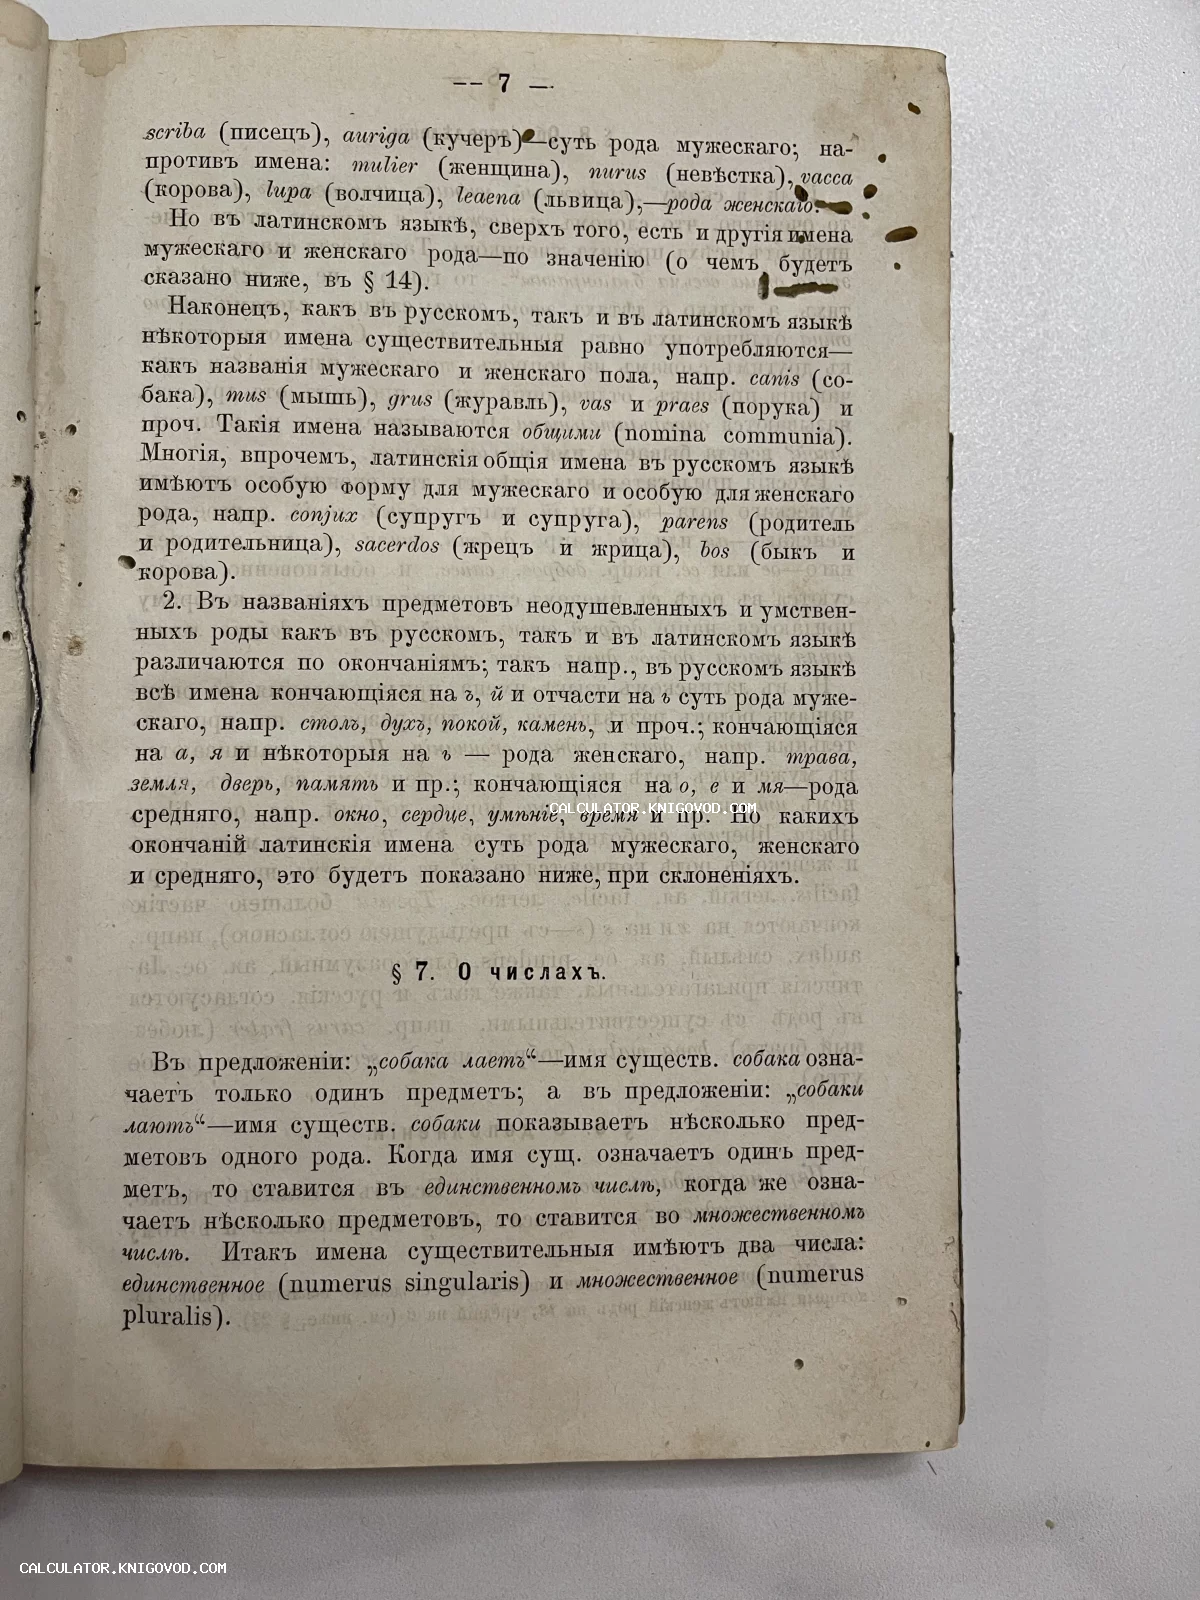 -- 7 —
scriba (писецъ), auriga (кучеръ)—суть рода мужескаго; на-
противъ имена: mulier (женщина), nurus (невѣстка), vacca
(корова), lupa (волчица), leaena (львица),—рода женскаго.
Но въ латинскомъ языкѣ, сверхъ того, есть и другія имена
мужескаго и женскаго рода—по значенію (о чемъ будетъ
сказано ниже, въ § 14).
Наконецъ, какъ въ русскомъ, такъ и въ латинскомъ языкѣ
нѣкоторыя имена существительныя равно употребляются—
какъ названія мужескаго и женскаго пола, напр. canis (со-
бака), mus (мышь), grus (журавль), vas и praes (порука) и
проч. Такія имена называются общими (nomina communia).
Многія, впрочемъ, латинскія общія имена въ русскомъ языкѣ
имѣютъ особую форму для мужескаго и особую для женскаго
рода, напр. conjux (супругъ и супруга), parens (родитель
и родительница), sacerdos (жрецъ и жрица), bos (быкъ и
корова).
2. Въ названіяхъ предметовъ неодушевленныхъ и умствен-
ныхъ роды какъ въ русскомъ, такъ и въ латинскомъ языкѣ
различаются по окончаніямъ; такъ напр., въ русскомъ языкѣ
всѣ имена кончающіяся на ъ, й и отчасти на ь суть рода муже-
скаго, напр. столъ, духъ, покой, камень, и проч.; кончающіяся
на а, я и нѣкоторыя на ь — рода женскаго, напр. трава,
земля, дверь, память и пр.; кончающіяся на о, е и мя—рода
средняго, напр. окно, сердце, умѣніе, время и пр. Но какихъ
окончаній латинскія имена суть рода мужескаго, женскаго
и средняго, это будетъ показано ниже, при склоненіяхъ.
§ 7. О числахъ.
Въ предложеніи: „собака лаетъ“—имя существ. собака озна-
чаетъ только одинъ предметъ; а въ предложеніи: „собаки
лаютъ“—имя существ. собаки показываетъ нѣсколько пред-
метовъ одного рода. Когда имя сущ. означаетъ одинъ пред-
метъ, то ставится въ единственномъ числѣ, когда же озна-
чаетъ нѣсколько предметовъ, то ставится во множественномъ
числѣ. Итакъ имена существительныя имѣютъ два числа:
единственное (numerus singularis) и множественное (numerus
pluralis).
CALCULATOR.KNIGOVOD.COM
CALCULATOR.KNIGOVOD.COM